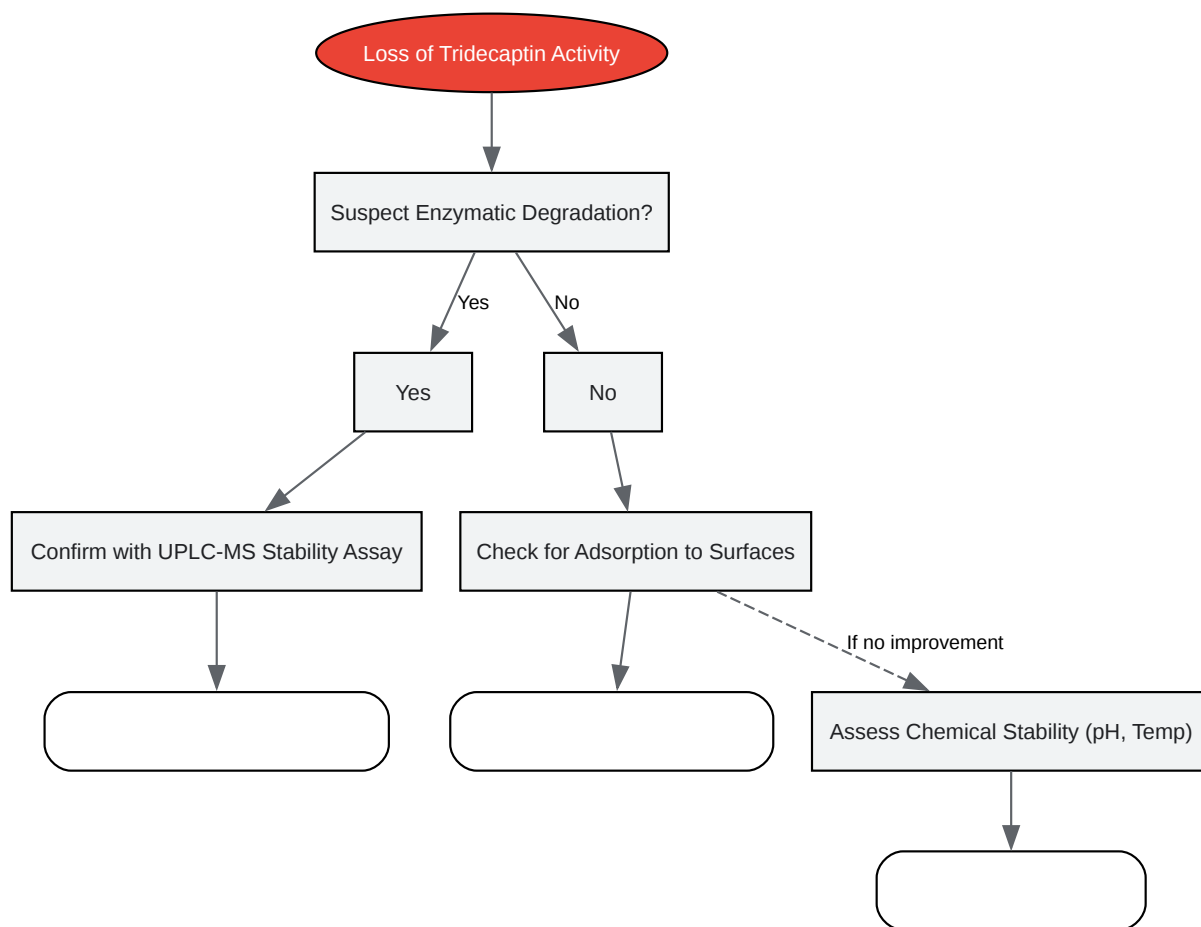 Loss of Tridecaptin Activity
Suspect Enzymatic Degradation?
Yes
No
Yes
No
Confirm with UPLC-MS Stability Assay
Check for Adsorption to Surfaces
If no improvement
Assess Chemical Stability (pH, Temp)